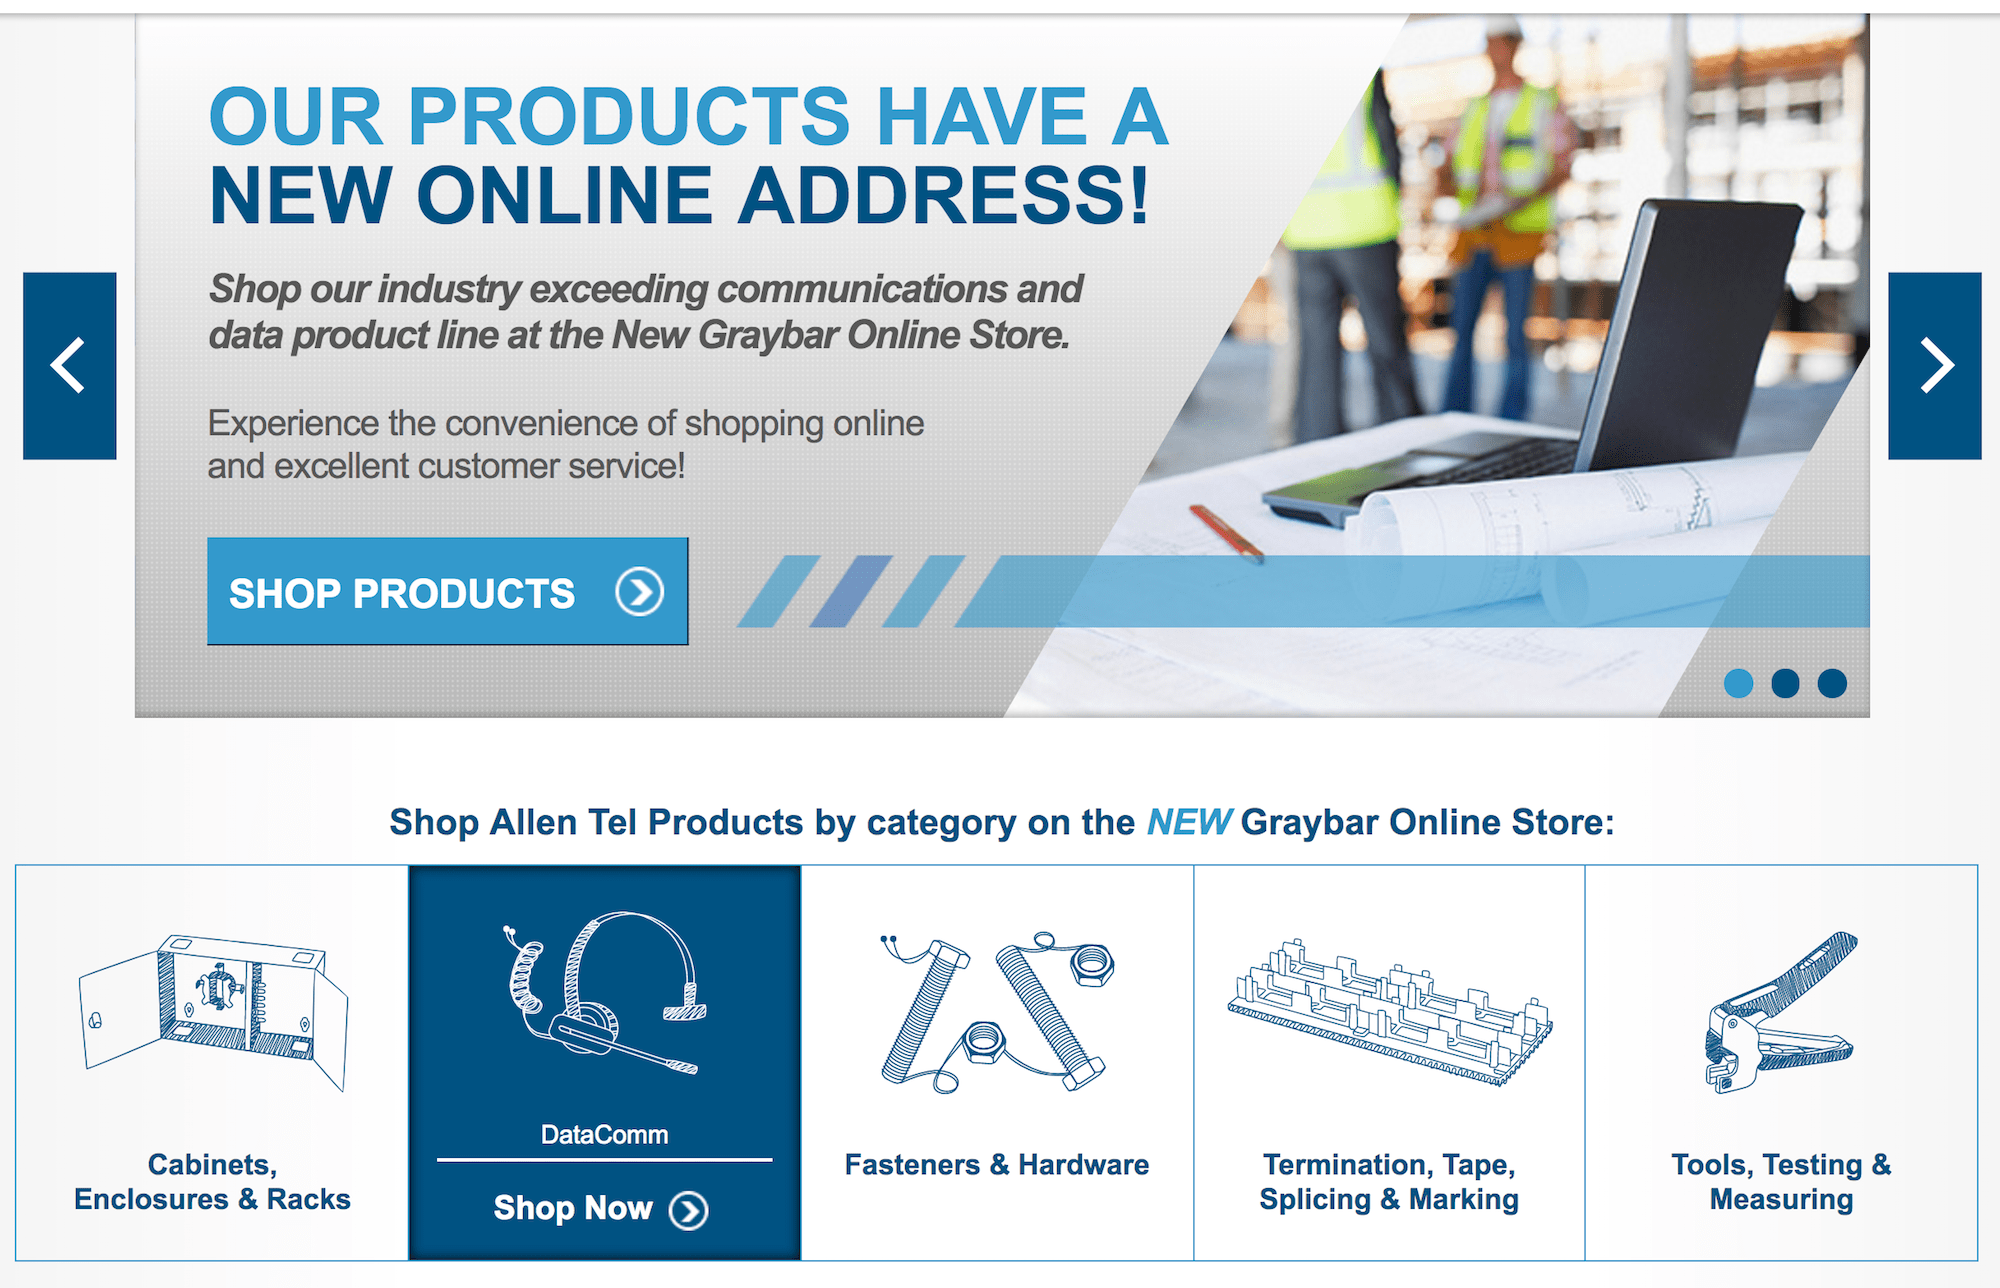 OUR PRODUCTS HAVE A
NEW ONLINE ADDRESS!
Shop our industry exceeding communications and
data product line at the New Graybar Online Store.
Experience the convenience of shopping online
and excellent customer service!
SHOP PRODUCTS
Shop Allen Tel Products by category on the NEW Graybar Online Store:
Cabinets,
Enclosures & Racks
DataComm
Shop Now
Fasteners & Hardware
Termination, Tape,
Splicing & Marking
Tools, Testing &
Measuring